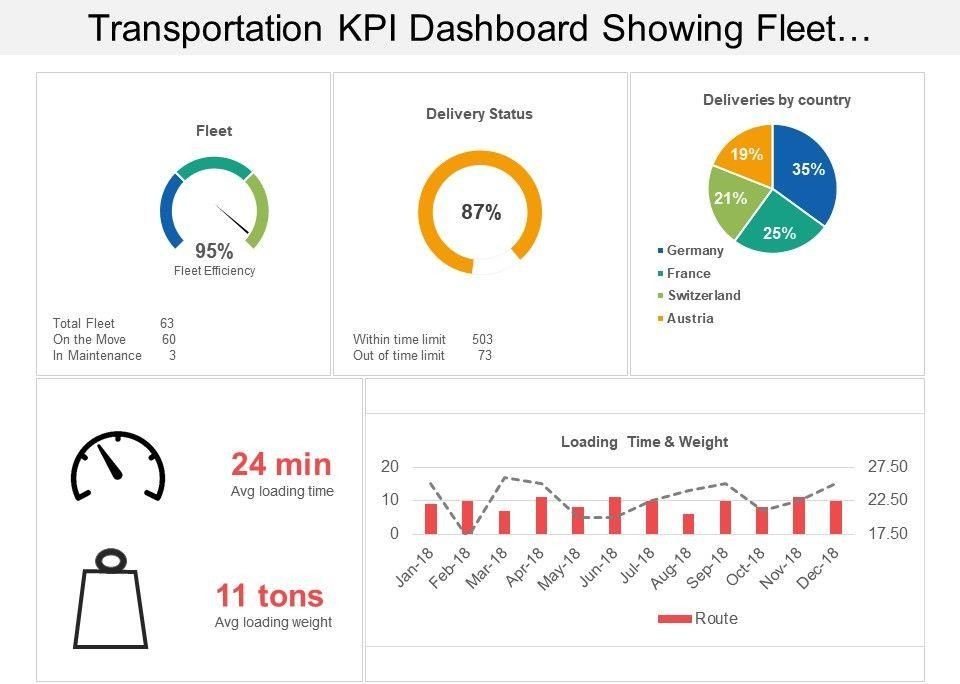 Transportation KPI Dashboard Showing Fleet…
Fleet
95%
Fleet Efficiency
Total Fleet 63
On the Move 60
In Maintenance 3
Delivery Status
87%
Within time limit 503
Out of time limit 73
Deliveries by country
19%
35%
21%
25%
Germany
France
Switzerland
Austria
24 min
Avg loading time
11 tons
Avg loading weight
Loading Time & Weight
20 27.50
10 22.50
0 17.50
Jan-18 Feb-18 Mar-18 Apr-18 May-18 Jun-18 Jul-18 Aug-18 Sep-18 Oct-18 Nov-18 Dec-18
Route